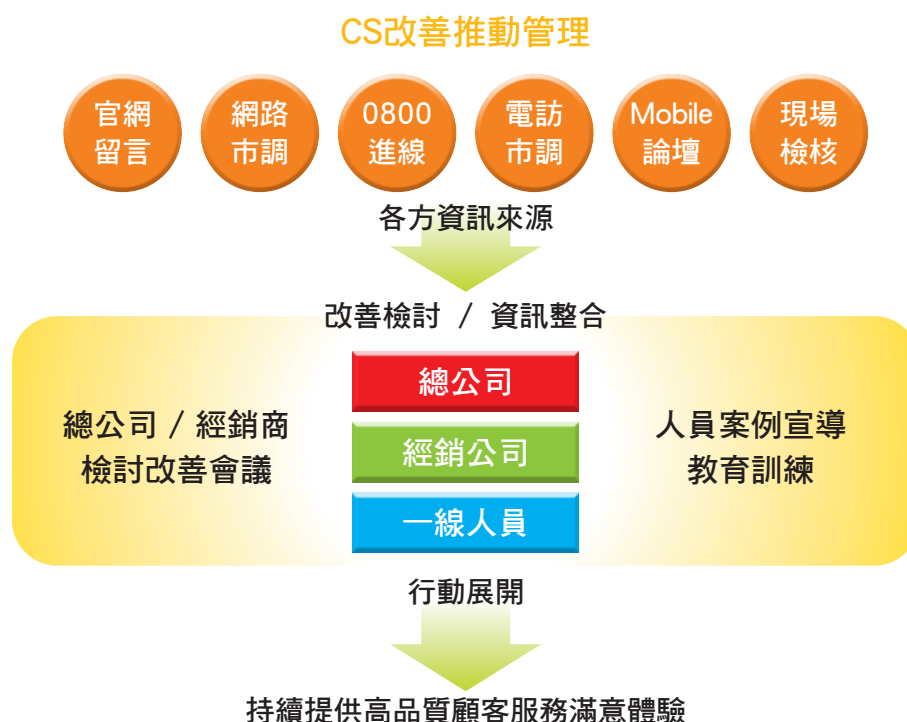 CS改善推動管理
官網
留言
網路
市調
0800
進線
電訪
市調
Mobile
論壇
現場
檢核
各方資訊來源
改善檢討 / 資訊整合
總公司 / 經銷商
檢討改善會議
總公司
經銷公司
一線人員
人員案例宣導
教育訓練
行動展開
持續提供高品質顧客服務滿意體驗